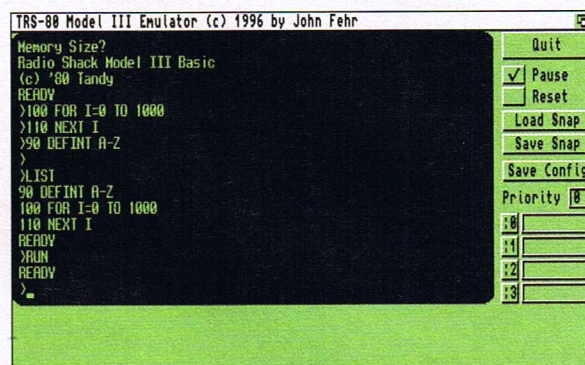 TRS-80 Model III Emulator (c) 1996 by John Fehr
Memory Size?
Radio Shack Model III Basic
(c) '80 Tandy
READY
>100 FOR I=0 TO 1000
>110 NEXT I
>90 DEFINT A-Z
>
>LIST
90 DEFINT A-Z
100 FOR I=0 TO 1000
110 NEXT I
READY
>RUN
READY
>_
Quit
Pause
Reset
Load Snap
Save Snap
Save Config
Priority 0
:0
:1
:2
:3